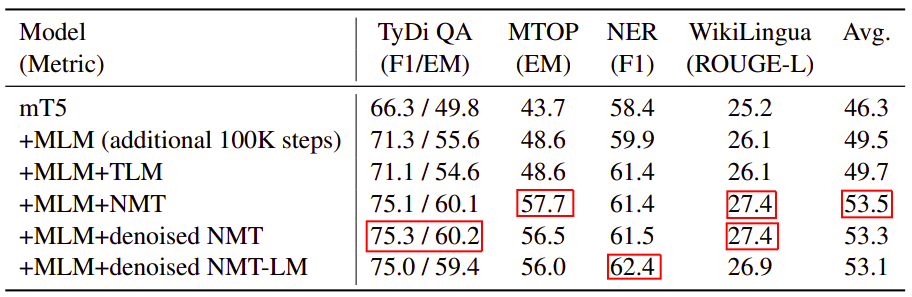 Model TyDi QA MTOP NER WikiLingua Avg.
(Metric) (F1/EM) (EM) (F1) (ROUGE-L)
mT5 66.3 / 49.8 43.7 58.4 25.2 46.3
+MLM (additional 100K steps) 71.3 / 55.6 48.6 59.9 26.1 49.5
+MLM+TLM 71.1 / 54.6 48.6 61.4 26.1 49.7
+MLM+NMT 75.1 / 60.1 57.7 61.4 27.4 53.5
+MLM+denoised NMT 75.3 / 60.2 56.5 61.5 27.4 53.3
+MLM+denoised NMT-LM 75.0 / 59.4 56.0 62.4 26.9 53.1